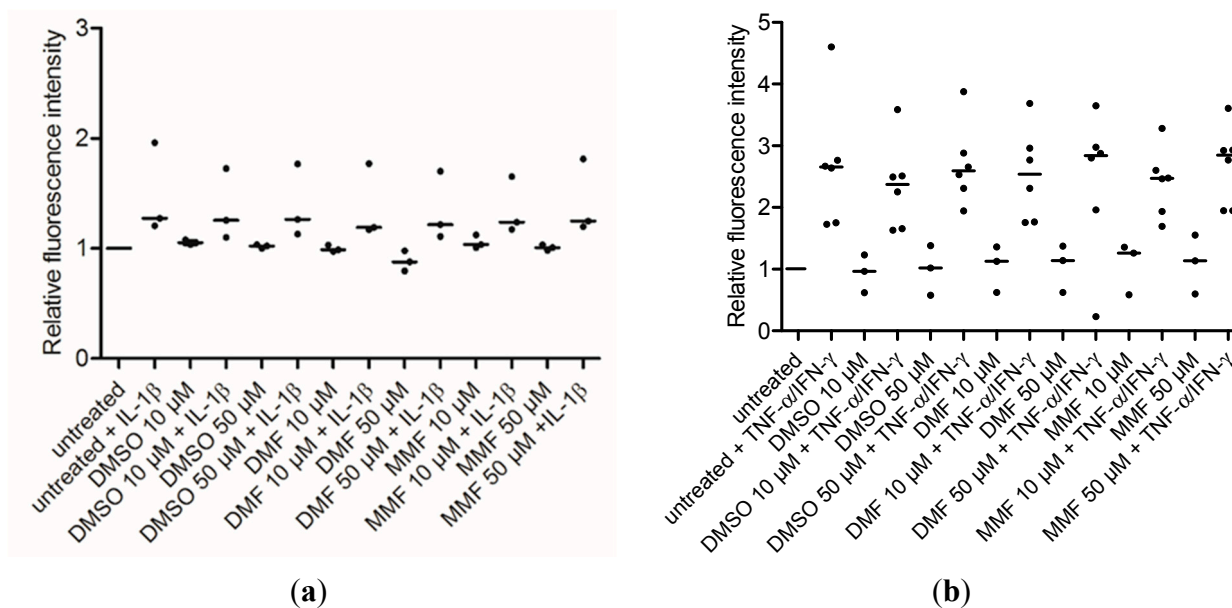 Relative fluorescence intensity
3
2
1
0
untreated
untreated + IL-1β
DMSO 10 µM
DMSO 10 µM + IL-1β
DMSO 50 µM
DMSO 50 µM + IL-1β
DMF 10 µM
DMF 10 µM + IL-1β
DMF 50 µM
DMF 50 µM + IL-1β
MMF 10 µM
MMF 10 µM + IL-1β
MMF 50 µM
MMF 50 µM +IL-1β
(a)
Relative fluorescence intensity
5
4
3
2
1
0
untreated
untreated + TNF-α/IFN-γ
DMSO 10 µM
DMSO 10 µM + TNF-α/IFN-γ
DMSO 50 µM
DMSO 50 µM + TNF-α/IFN-γ
DMF 10 µM
DMF 10 µM + TNF-α/IFN-γ
DMF 50 µM
DMF 50 µM + TNF-α/IFN-γ
MMF 10 µM
MMF 10 µM + TNF-α/IFN-γ
MMF 50 µM
MMF 50 µM + TNF-α/IFN-γ
(b)